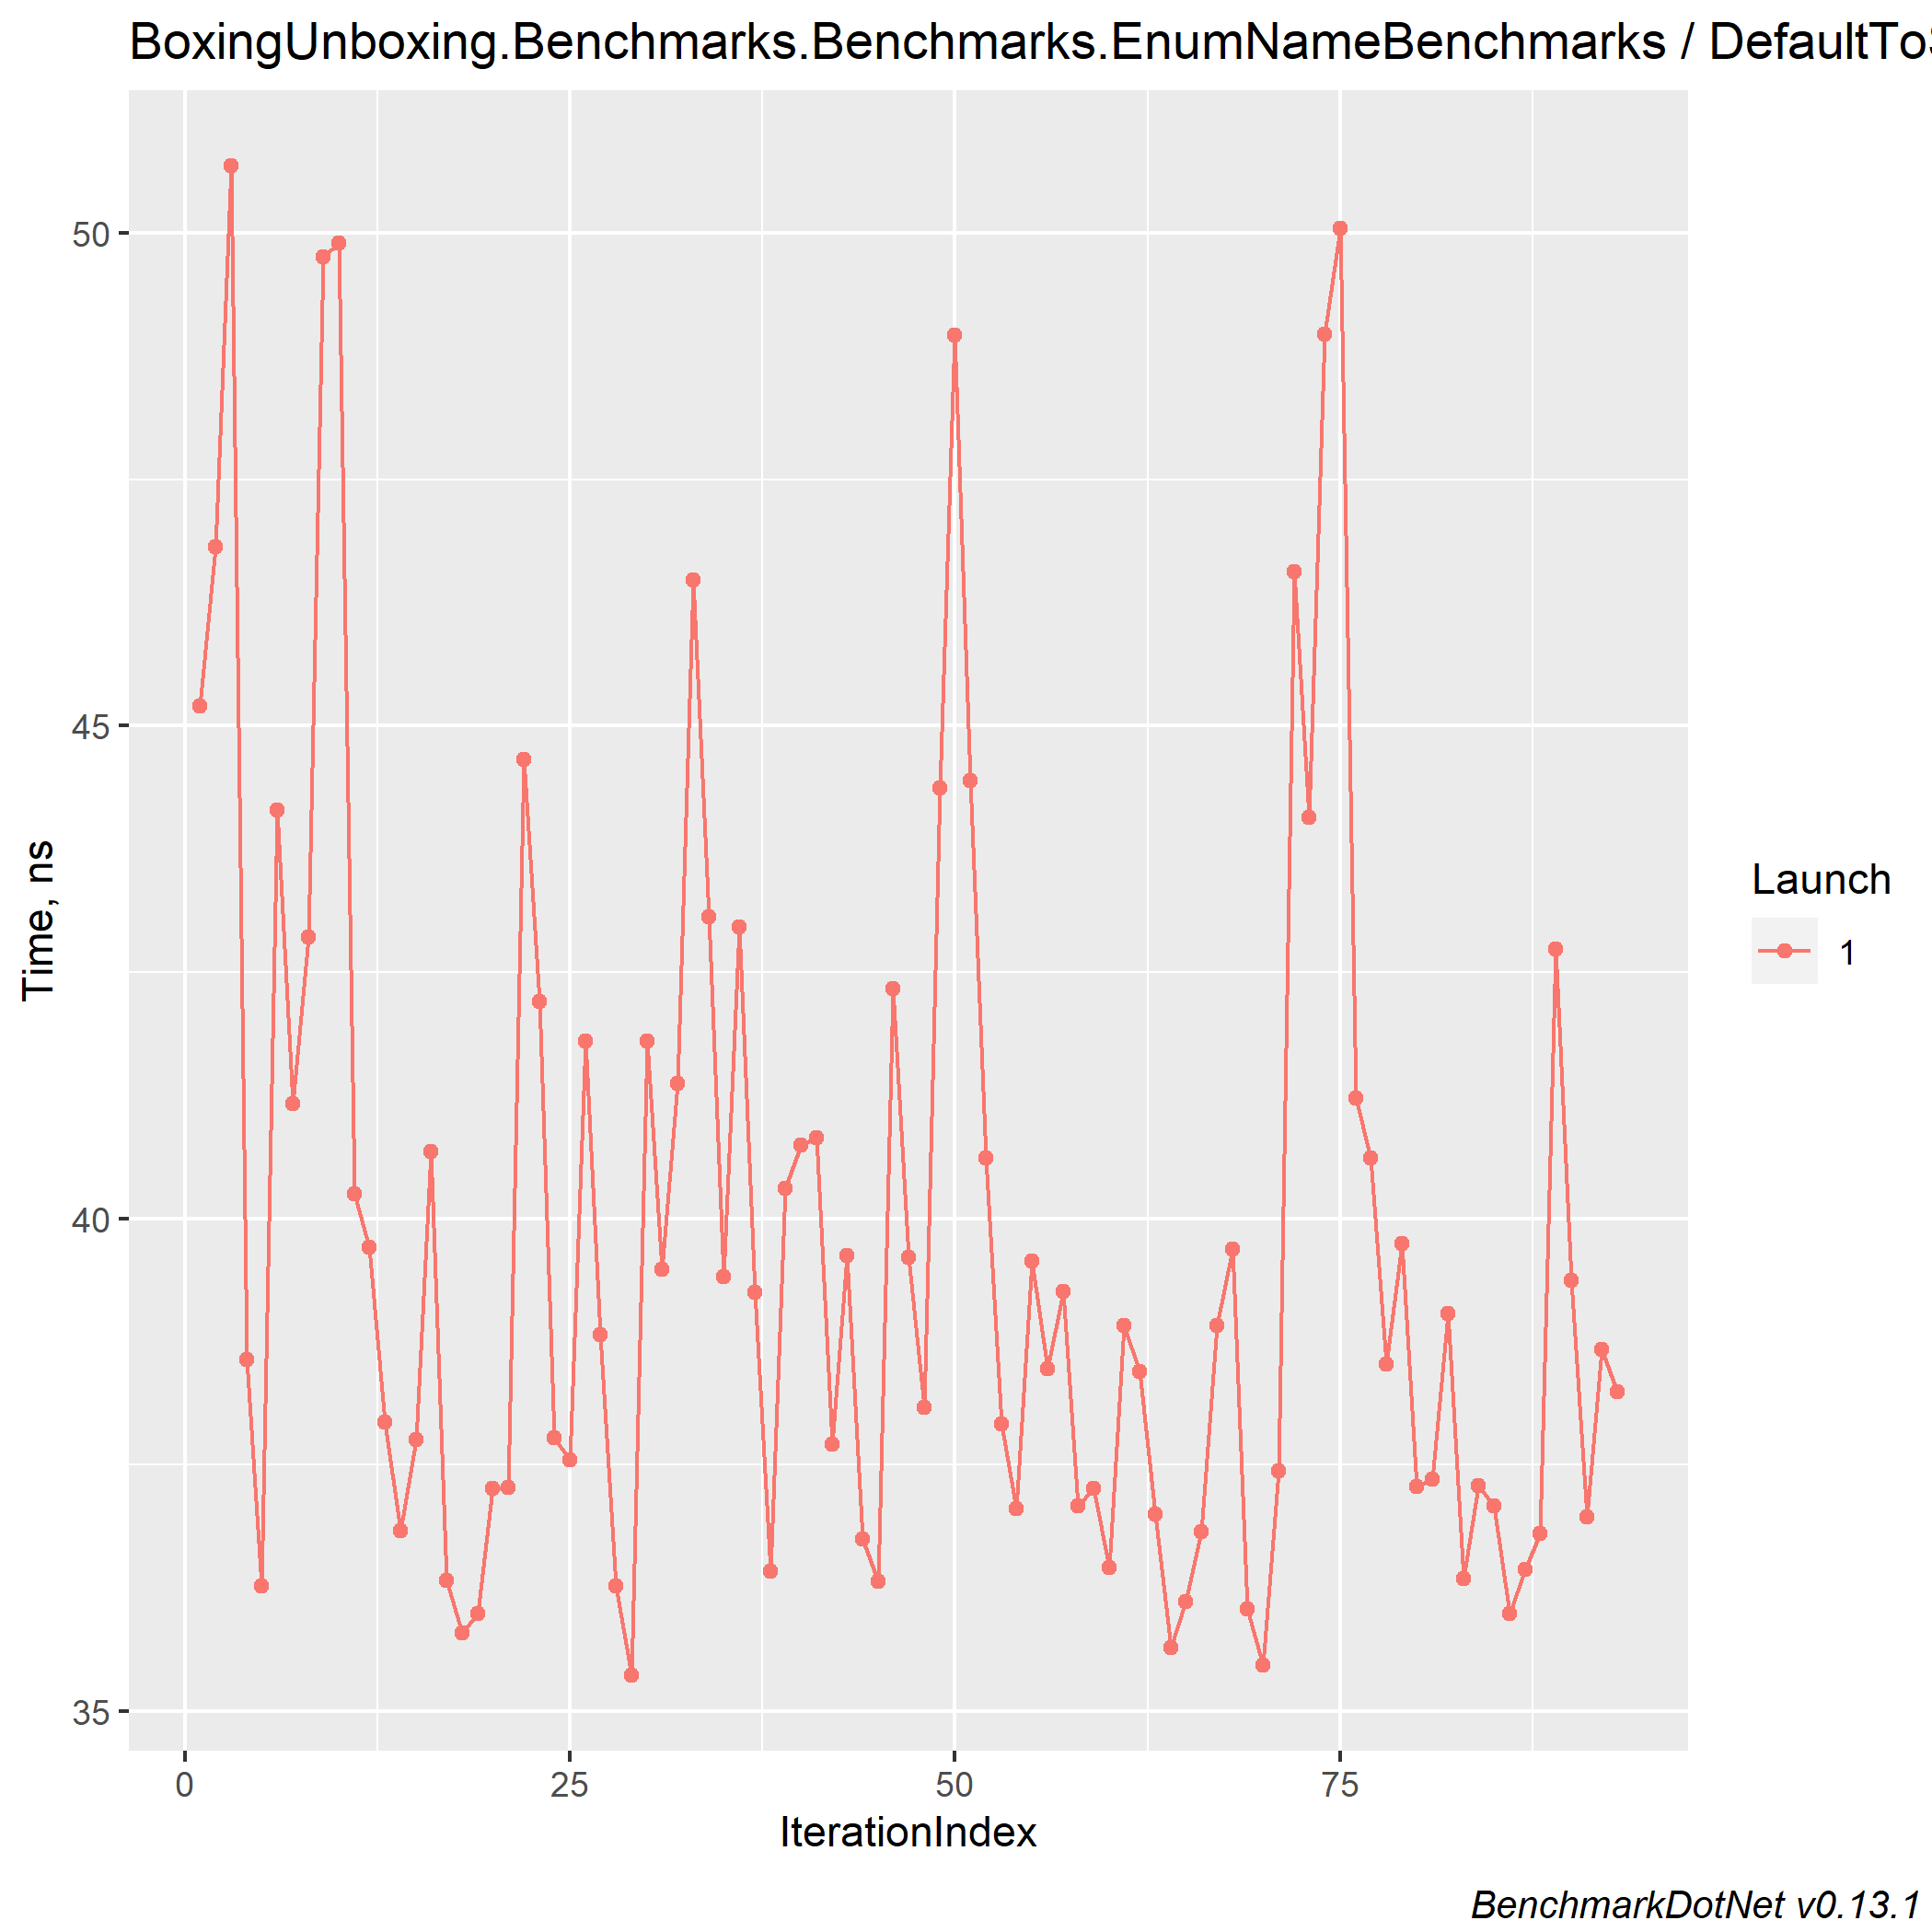 BoxingUnboxing.Benchmarks.Benchmarks.EnumNameBenchmarks / DefaultToS
50
45
40
35
Time, ns
0 25 50 75
IterationIndex
Launch
1
BenchmarkDotNet v0.13.1